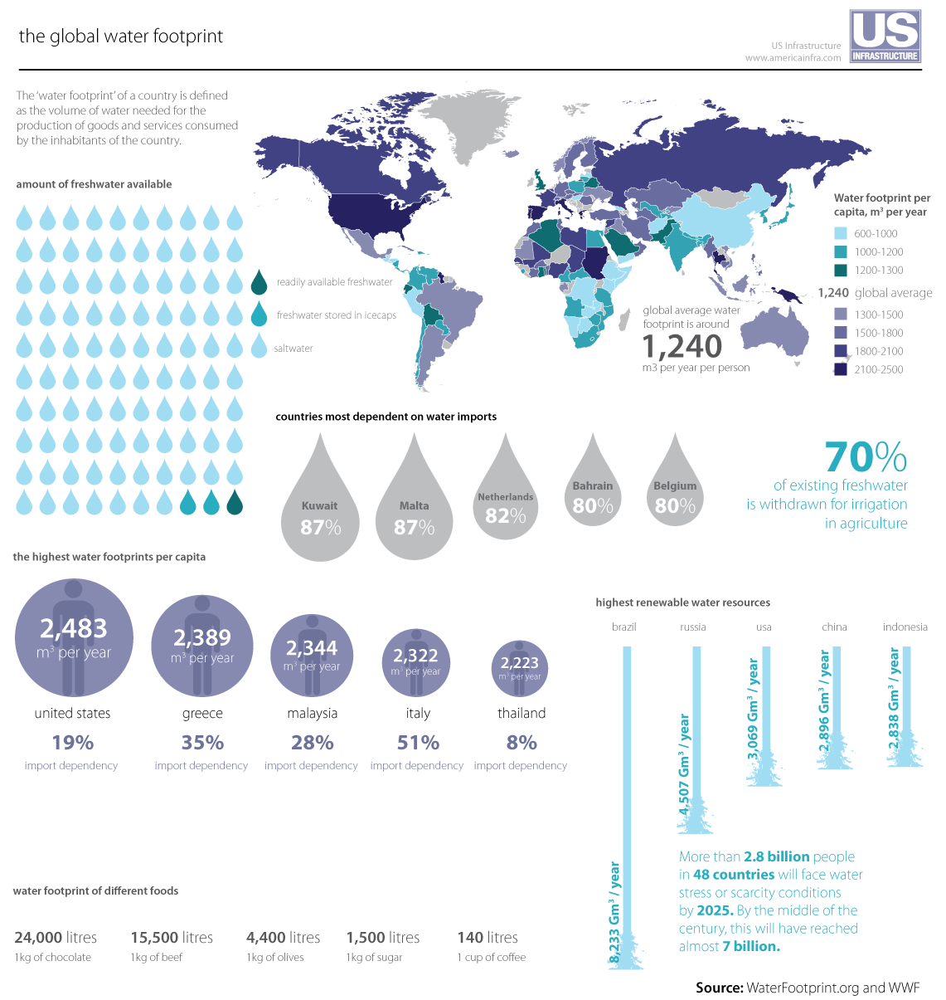 the global water footprint
US Infrastructure
www.americainfra.com
US
INFRASTRUCTURE
The 'water footprint' of a country is defined
as the volume of water needed for the
production of goods and services consumed
by the inhabitants of the country.
amount of freshwater available
readily available freshwater
freshwater stored in icecaps
saltwater
global average water
footprint is around
1,240
m3 per year per person
Water footprint per
capita, m³ per year
600-1000
1000-1200
1200-1300
1,240 global average
1300-1500
1500-1800
1800-2100
2100-2500
countries most dependent on water imports
Kuwait
87%
Malta
87%
Netherlands
82%
Bahrain
80%
Belgium
80%
70%
of existing freshwater
is withdrawn for irrigation
in agriculture
the highest water footprints per capita
2,483
m³ per year
united states
19%
import dependency
2,389
m³ per year
greece
35%
import dependency
2,344
m³ per year
malaysia
28%
import dependency
2,322
m³ per year
italy
51%
import dependency
2,223
m³ per year
thailand
8%
import dependency
highest renewable water resources
brazil
8,233 Gm³ / year
russia
4,507 Gm³ / year
usa
3,069 Gm³ / year
china
2,896 Gm³ / year
indonesia
2,838 Gm³ / year
More than 2.8 billion people
in 48 countries will face water
stress or scarcity conditions
by 2025. By the middle of the
century, this will have reached
almost 7 billion.
water footprint of different foods
24,000 litres
1kg of chocolate
15,500 litres
1kg of beef
4,400 litres
1kg of olives
1,500 litres
1kg of sugar
140 litres
1 cup of coffee
Source: WaterFootprint.org and WWF